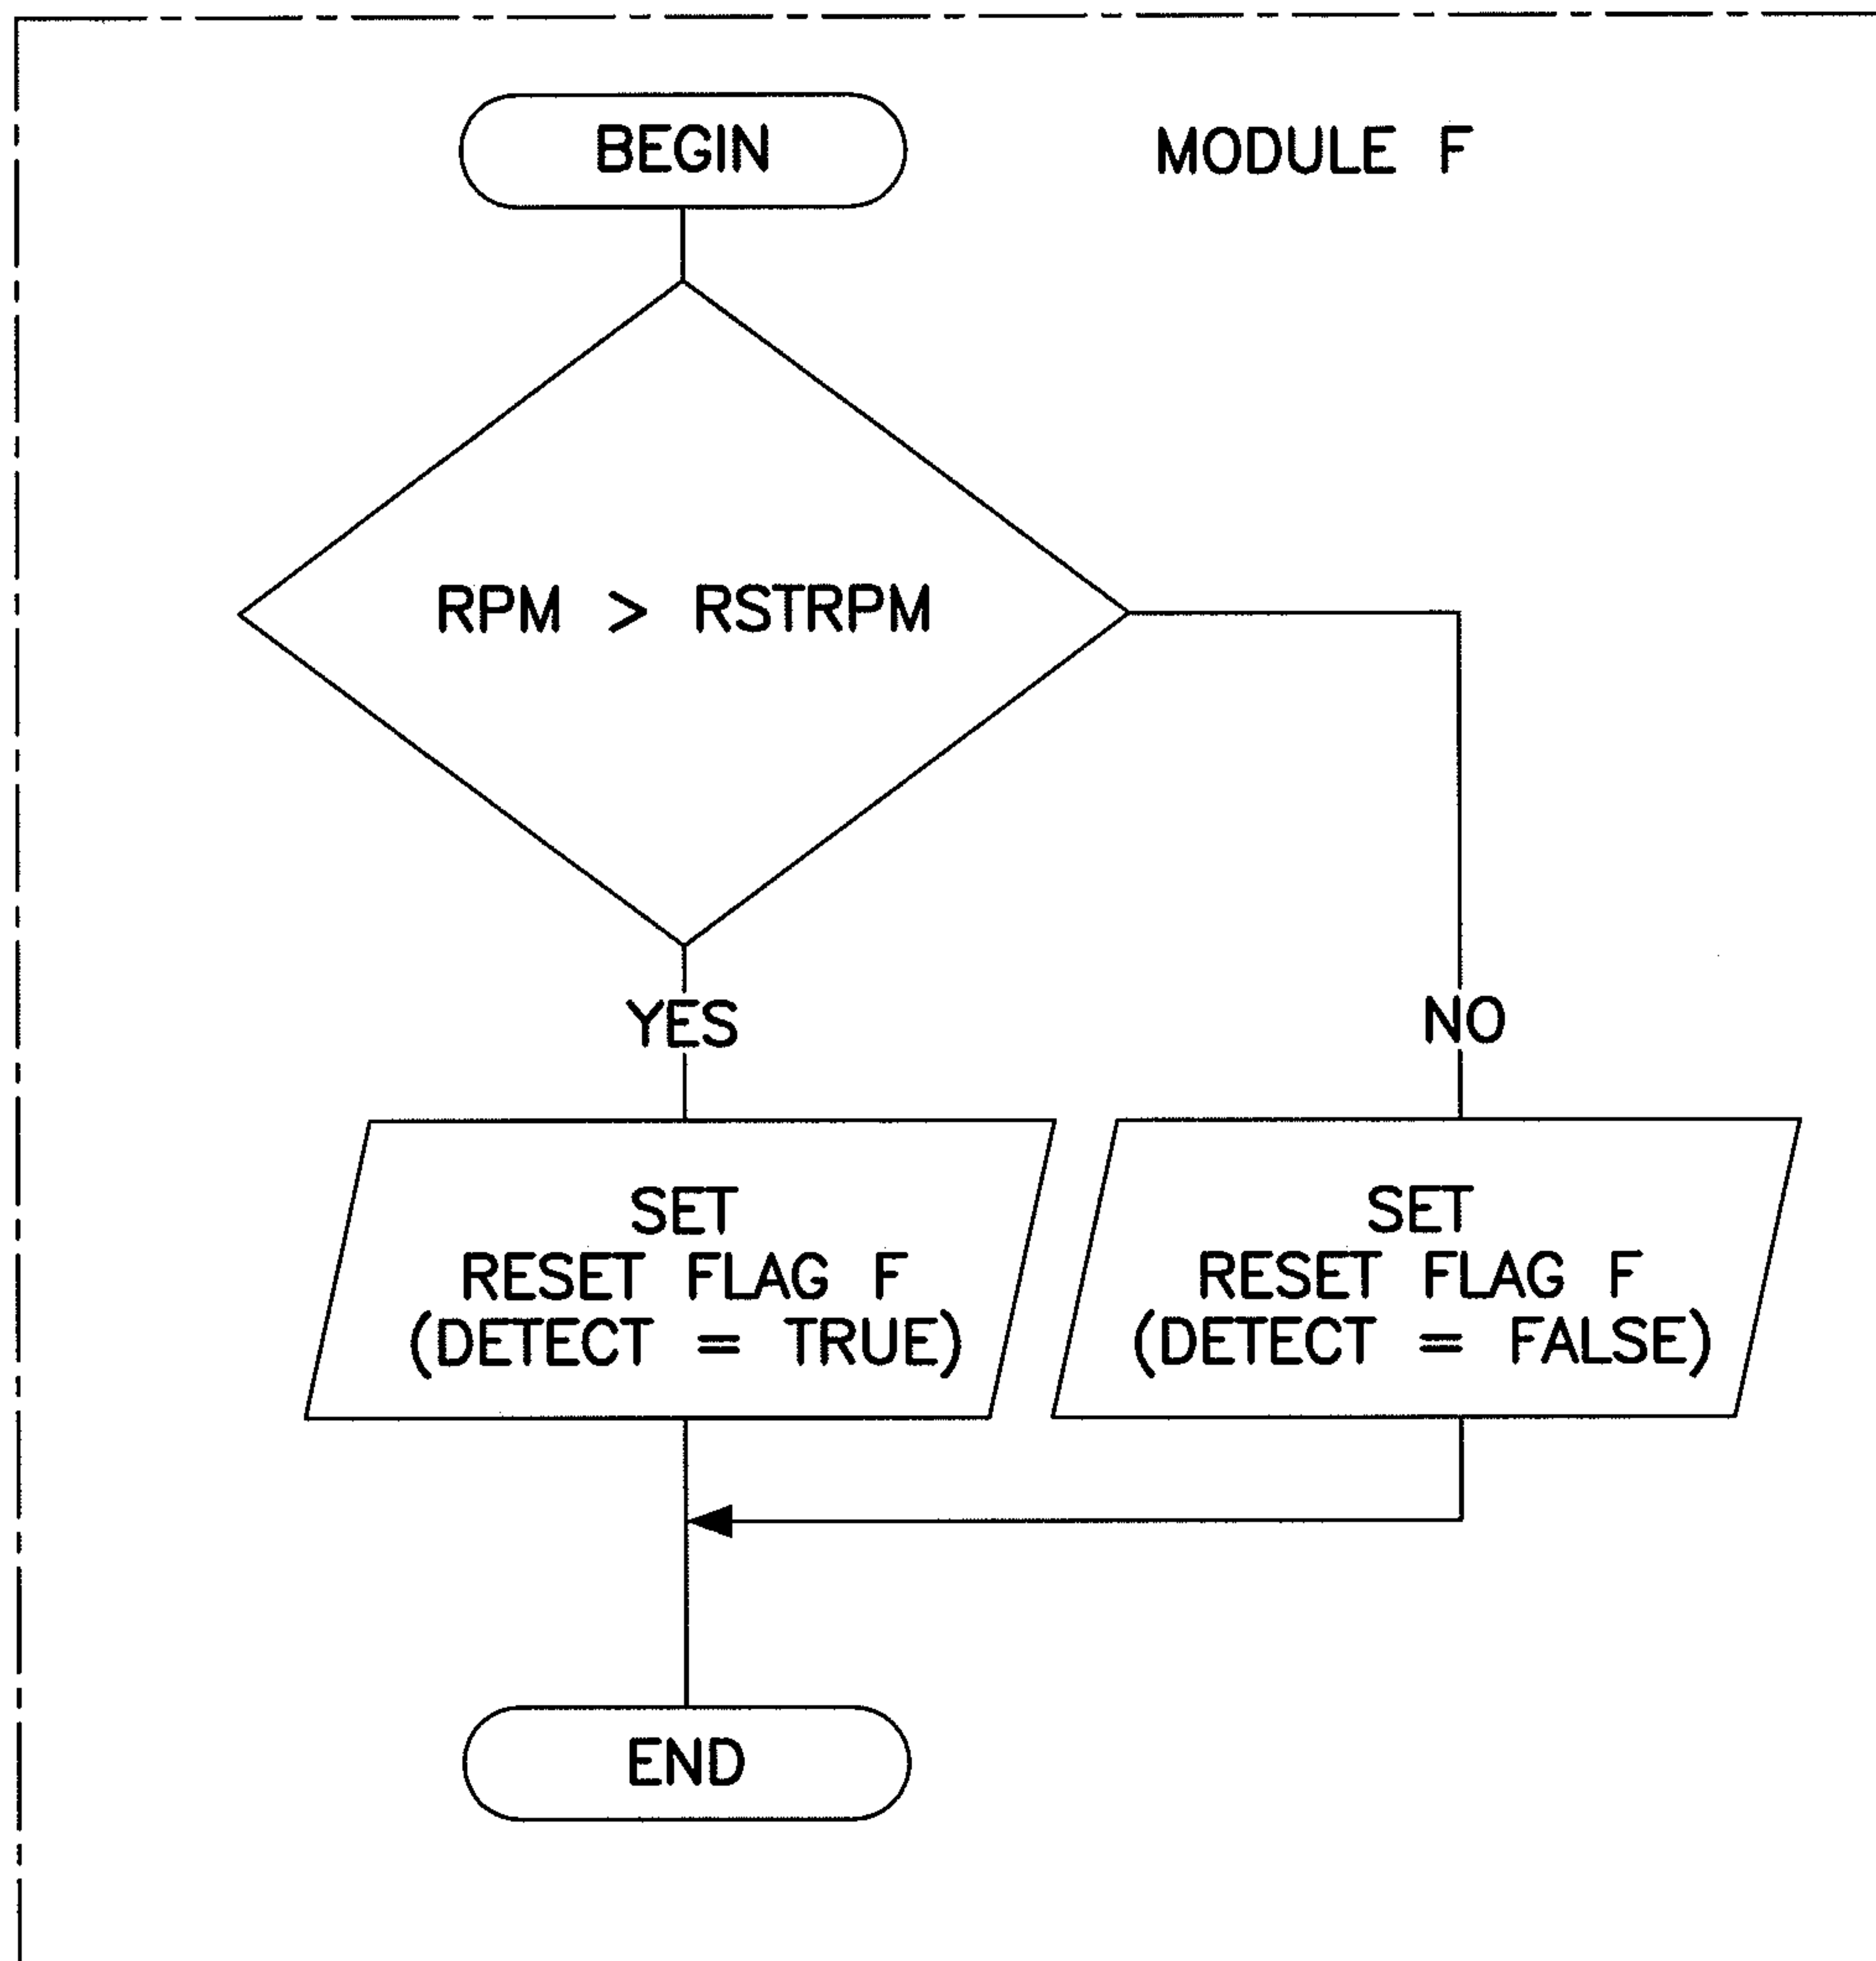 BEGIN
MODULE F
RPM > RSTRPM
YES
NO
SET
RESET FLAG F
(DETECT = TRUE)
SET
RESET FLAG F
(DETECT = FALSE)
END